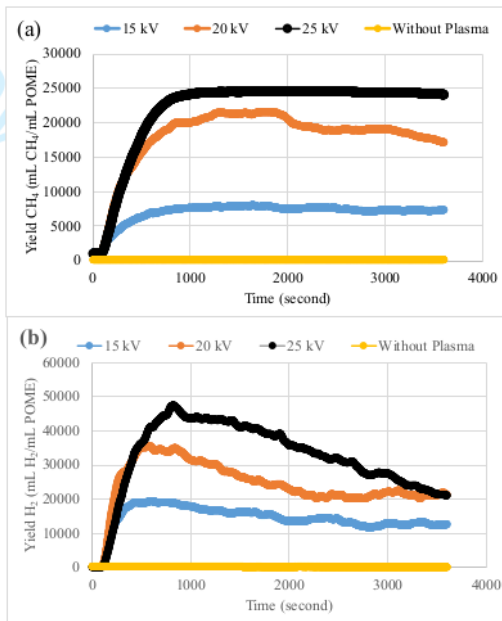 (a)
15 kV 20 kV 25 kV Without Plasma
Yield CH₄ (mL CH₄/mL POME)
30000
25000
20000
15000
10000
5000
0
0 1000 2000 3000 4000
Time (second)
(b)
15 kV 20 kV 25 kV Without Plasma
Yield H₂ (mL H₂/mL POME)
60000
50000
40000
30000
20000
10000
0
0 1000 2000 3000 4000
Time (second)